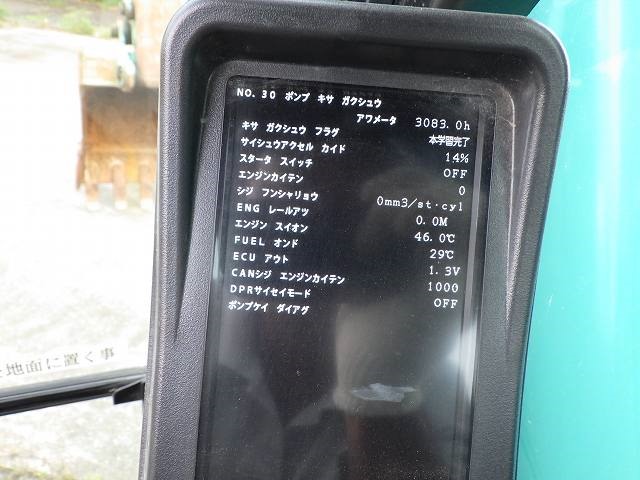 NO. 30 ポンプ キサ ガクシュウ
アワメータ 3083.0h
キサ ガクシュウ フラグ 本学習完了
サイシュウアクセル カイド 14%
スタータ スイッチ OFF
エンジンカイテン 0
シジ フンシャリョウ 0mm3/st・cyl
ENG レールアツ 0.0M
エンジン スイオン 46.0℃
FUEL オンド 29℃
ECU アウト 1.3V
CANシジ エンジンカイテン 1000
DPRサイセイモード OFF
ポンプケイ ダイアグ
地面に置く事